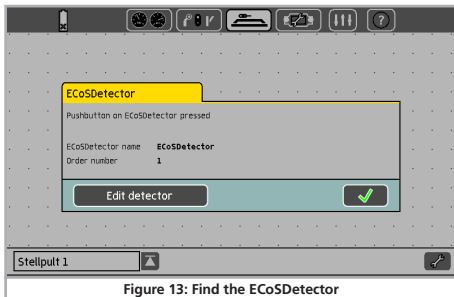 ECoSDetector
Pushbutton on ECoSDetector pressed
ECoSDetector name ECoSDetector
Order number 1
Edit detector
Stellpult 1
Figure 13: Find the ECoSDetector